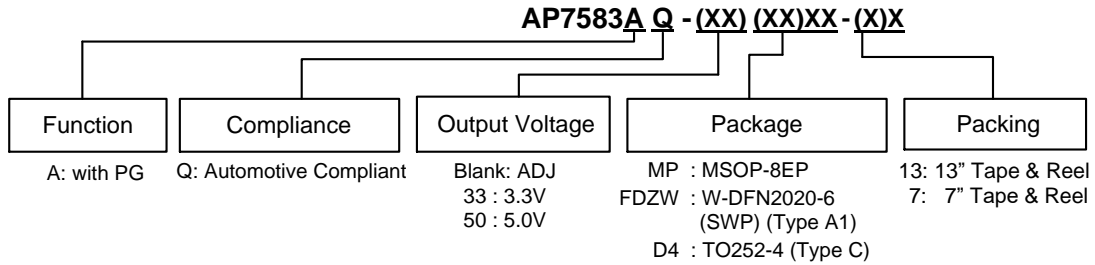 AP7583A Q - (XX) (XX)XX - (X)X
Function
Compliance
Output Voltage
Package
Packing
A: with PG
Q: Automotive Compliant
Blank: ADJ
33 : 3.3V
50 : 5.0V
MP : MSOP-8EP
FDZW : W-DFN2020-6
(SWP) (Type A1)
D4 : TO252-4 (Type C)
13: 13” Tape & Reel
7: 7” Tape & Reel